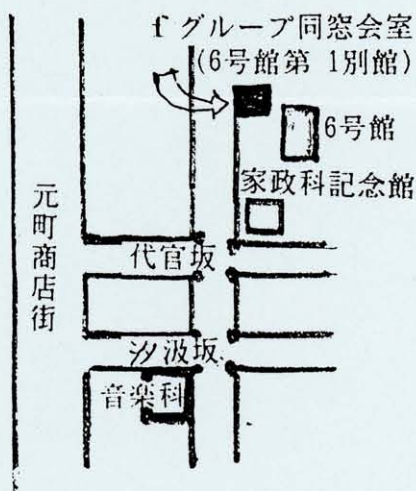 f グループ同窓会室
(6号館第1別館)
6号館
家政科記念館
元町商店街
代官坂
汐汲坂
音楽科